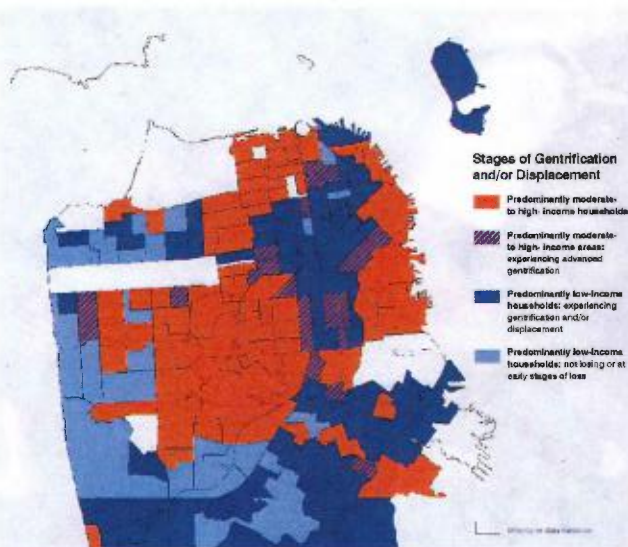 Stages of Gentrification
and/or Displacement
Predominantly moderate-
to high- income households
Predominantly moderate-
to high- income areas:
experiencing advanced
gentrification
Predominantly low-income
households: experiencing
gentrification and/or
displacement
Predominantly low-income
households: not losing or at
early stages of loss